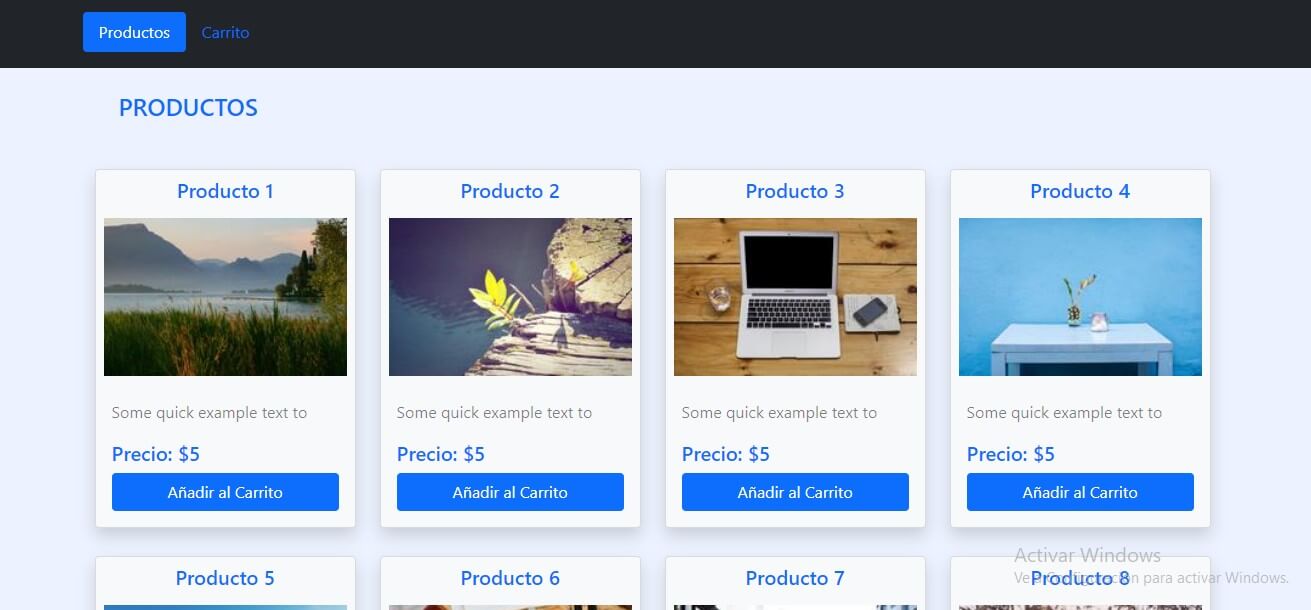 Productos Carrito
PRODUCTOS
Producto 1
Producto 2
Producto 3
Producto 4
Some quick example text to
Some quick example text to
Some quick example text to
Some quick example text to
Precio: $5
Precio: $5
Precio: $5
Precio: $5
Añadir al Carrito
Añadir al Carrito
Añadir al Carrito
Añadir al Carrito
Producto 5
Producto 6
Producto 7
Producto 8
Activar Windows
Ve a Configuración para activar Windows.